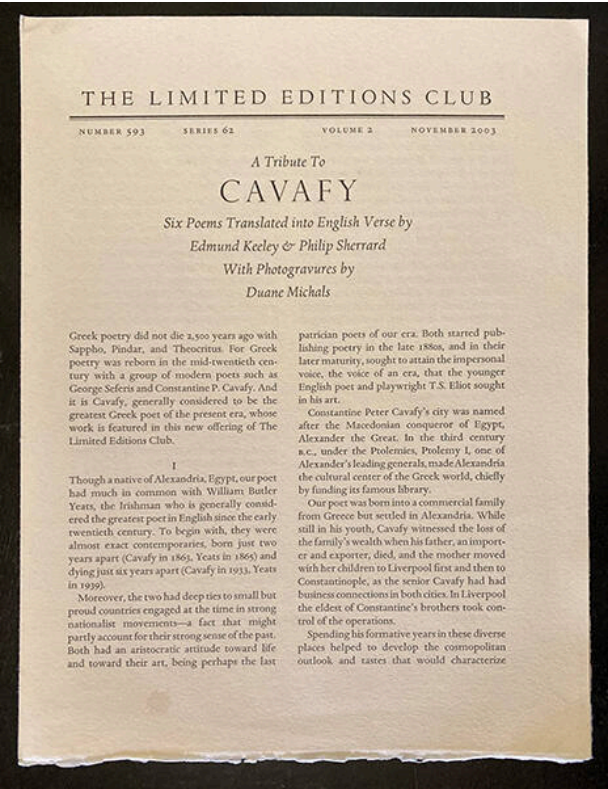 THE LIMITED EDITIONS CLUB
NUMBER 593 SERIES 62 VOLUME 2 NOVEMBER 2003
A Tribute To
CAVAFY
Six Poems Translated into English Verse by
Edmund Keeley & Philip Sherrard
With Photogravures by
Duane Michals
Greek poetry did not die 2,500 years ago with
Sappho, Pindar, and Theocritus. For Greek
poetry was reborn in the mid-twentieth cen-
tury with a group of modern poets such as
George Seferis and Constantine P. Cavafy. And
it is Cavafy, generally considered to be the
greatest Greek poet of the present era, whose
work is featured in this new offering of The
Limited Editions Club.
I
Though a native of Alexandria, Egypt, our poet
had much in common with William Butler
Yeats, the Irishman who is generally consid-
ered the greatest poet in English since the early
twentieth century. To begin with, they were
almost exact contemporaries, born just two
years apart (Cavafy in 1863, Yeats in 1865) and
dying just six years apart (Cavafy in 1933, Yeats
in 1939).
Moreover, the two had deep ties to small but
proud countries engaged at the time in strong
nationalist movements—a fact that might
partly account for their strong sense of the past.
Both had an aristocratic attitude toward life
and toward their art, being perhaps the last
patrician poets of our era. Both started pub-
lishing poetry in the late 1880s, and in their
later maturity, sought to attain the impersonal
voice, the voice of an era, that the younger
English poet and playwright T.S. Eliot sought
in his art.
Constantine Peter Cavafy's city was named
after the Macedonian conqueror of Egypt,
Alexander the Great. In the third century
B.C., under the Ptolemies, Ptolemy I, one of
Alexander's leading generals, made Alexandria
the cultural center of the Greek world, chiefly
by funding its famous library.
Our poet was born into a commercial family
from Greece but settled in Alexandria. While
still in his youth, Cavafy witnessed the loss of
the family's wealth when his father, an import-
er and exporter, died, and the mother moved
with her children to Liverpool first and then to
Constantinople, as the senior Cavafy had had
business connections in both cities. In Liverpool
the eldest of Constantine's brothers took con-
trol of the operations.
Spending his formative years in these diverse
places helped to develop the cosmopolitan
outlook and tastes that would characterize